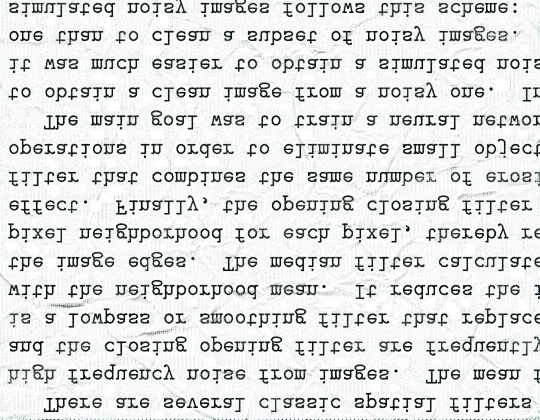 There are several classic spatial filters
high frequency noise from images. The mean f
and the closing opening filter are frequently
is a lowpass or smoothing filter that replace
with the neighborhood mean. It reduces the i
the image edges. The median filter calculate
pixel neighborhood for each pixel, thereby re
effect. Finally, the opening closing filter
filter that combines the same number of erosi
operations in order to eliminate small object
The main goal was to train a neural networ
to obtain a clean image from a noisy one. In
it was much easier to obtain a simulated nois
one than to clean a subset of noisy images.
simulated noisy images follows this scheme: